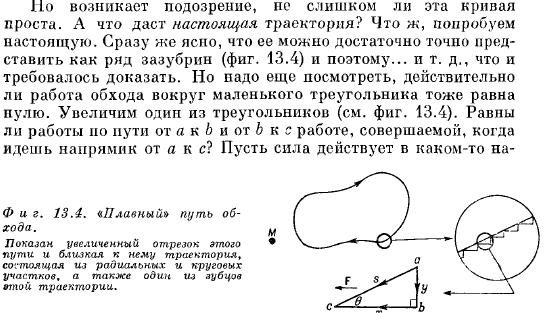 Но возникает подозрение, не слишком ли эта кривая
проста. А что даст настоящая траектория? Что ж, попробуем
настоящую. Сразу же ясно, что ее можно достаточно точно пред-
ставить как ряд зазубрин (фиг. 13.4) и поэтому... и т. д., что и
требовалось доказать. Но надо еще посмотреть, действительно
ли работа обхода вокруг маленького треугольника тоже равна
нулю. Увеличим один из треугольников (см. фиг. 13.4). Равны
ли работы по пути от a к b и от b к c работе, совершаемой, когда
идешь напрямик от a к c? Пусть сила действует в каком-то на-
Фиг. 13.4. «Плавный» путь об-
хода.
Показан увеличенный отрезок этого
пути и близкая к нему траектория,
состоящая из радиальных и круговых
участков, а также один из зубцов
этой траектории.
M
a
F
s
y
c
θ
b